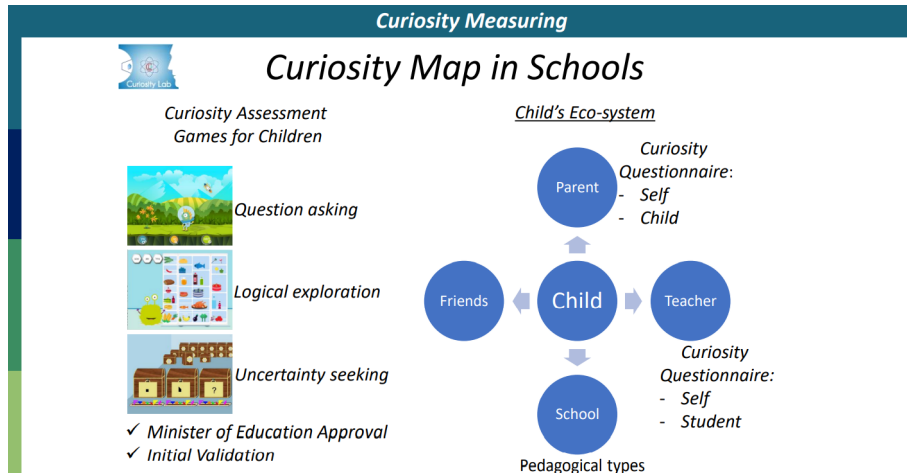 Curiosity Measuring
Curiosity Map in Schools
Curiosity Lab
Curiosity Assessment
Games for Children
Question asking
Logical exploration
Uncertainty seeking
?
✓ Minister of Education Approval
✓ Initial Validation
Child's Eco-system
Parent
Curiosity
Questionnaire:
- Self
- Child
Friends
Child
Teacher
Curiosity
Questionnaire:
- Self
- Student
School
Pedagogical types